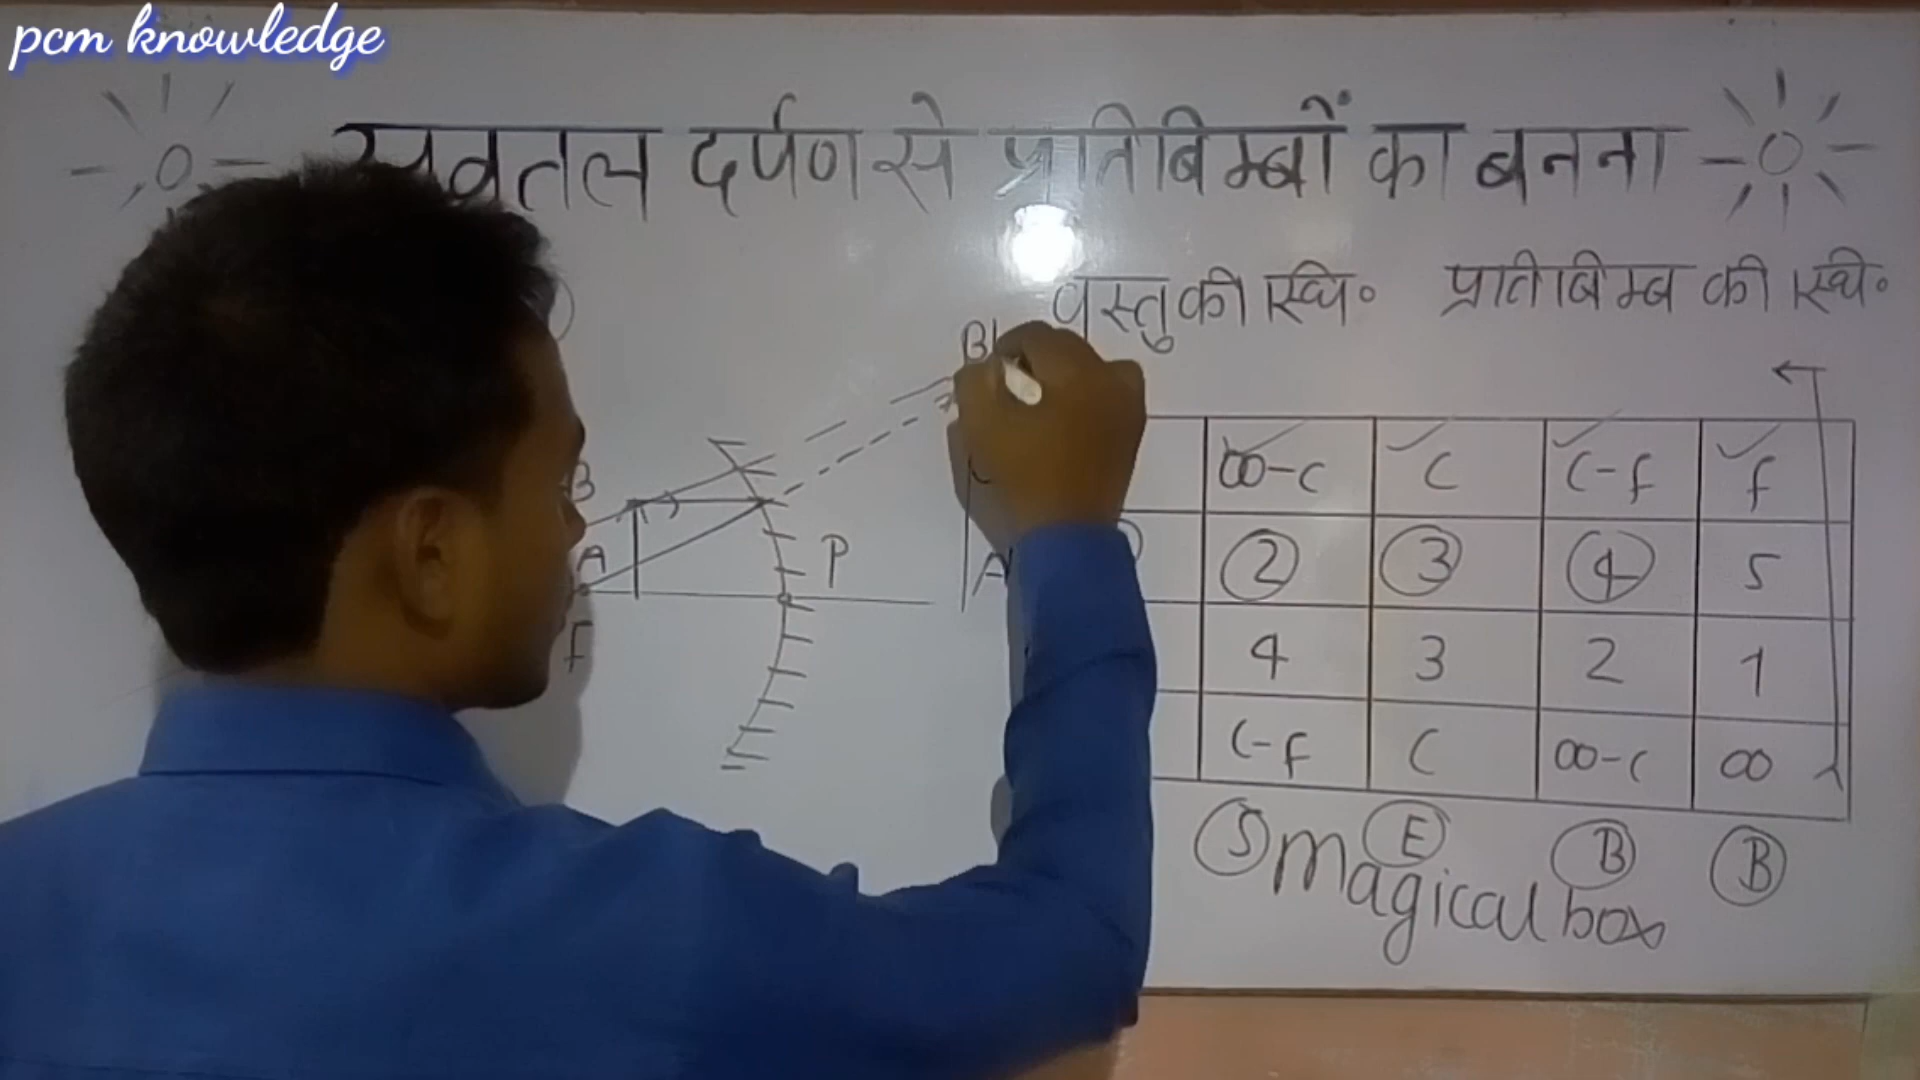 pcm knowledge
दर्पण से प्रतिबिम्बों का बनना
वस्तु की स्थि० प्रतिबिम्ब की स्थि०
B'
B
A
A
F
P
∞-C C C-F F
2 3 4 5
4 3 2 1
C-F C ∞-C ∞
S E B B
magical box